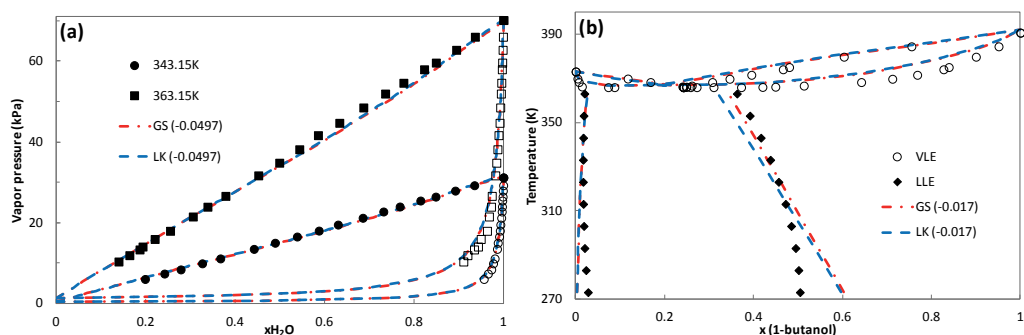 (a)
Vapor pressure (kPa)
60
40
20
0
343.15K
363.15K
GS (-0.0497)
LK (-0.0497)
0 0.2 0.4 0.6 0.8 1
xH₂O
(b)
Temperature (K)
390
350
310
270
VLE
LLE
GS (-0.017)
LK (-0.017)
0 0.2 0.4 0.6 0.8 1
x (1-butanol)